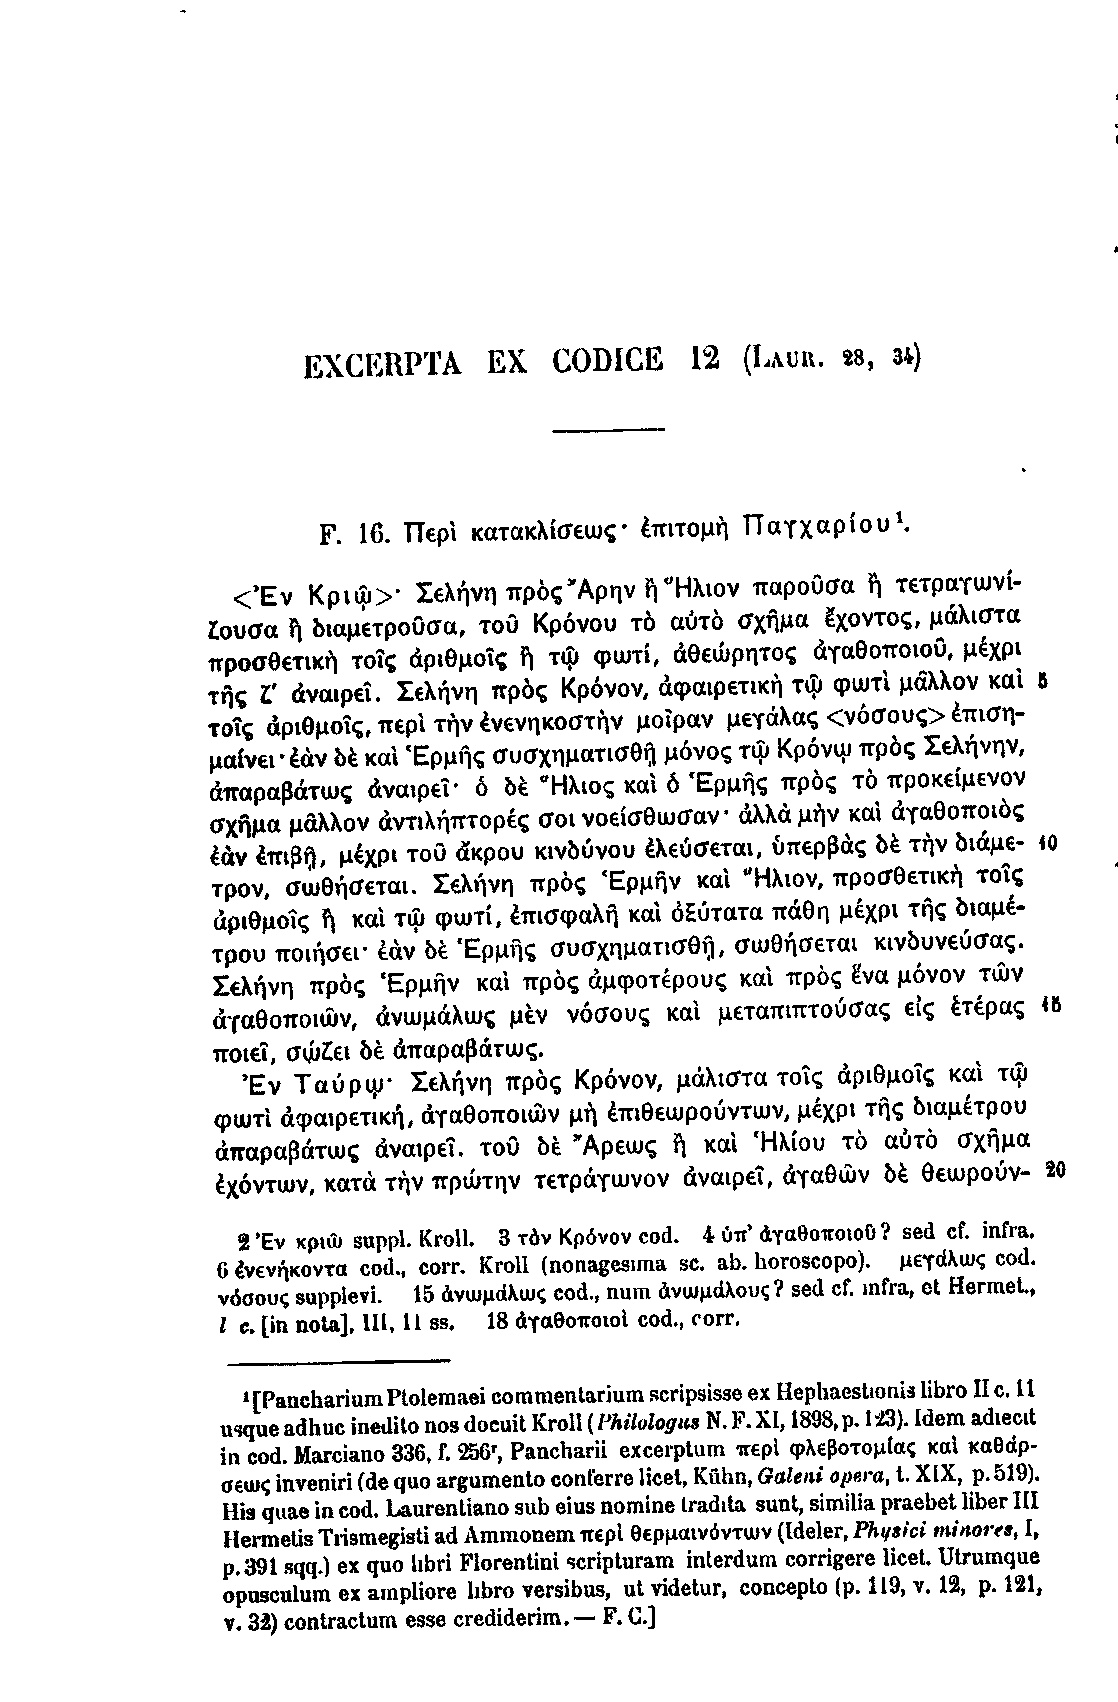 EXCERPTA EX CODICE 12 (LAUR. 28, 34)
F. 16. Περὶ κατακλίσεως· ἐπιτομὴ Παγχαρίου¹.
<Ἐν Κριῷ>· Σελήνη πρὸς Ἄρην ἢ Ἥλιον παροῦσα ἢ τετραγωνί-
ζουσα ἢ διαμετροῦσα, τοῦ Κρόνου τὸ αὐτὸ σχῆμα ἔχοντος, μάλιστα
προσθετικὴ τοῖς ἀριθμοῖς ἢ τῷ φωτί, ἀθεώρητος ἀγαθοποιοῦ, μέχρι
τῆς ζ′ ἀναιρεῖ. Σελήνη πρὸς Κρόνον, ἀφαιρετικὴ τῷ φωτὶ μᾶλλον καὶ 5
τοῖς ἀριθμοῖς, περὶ τὴν ἐνενηκοστὴν μοῖραν μεγάλας <νόσους> ἐπιση-
μαίνει· ἐὰν δὲ καὶ Ἑρμῆς συσχηματισθῇ μόνος τῷ Κρόνῳ πρὸς Σελήνην,
ἀπαραβάτως ἀναιρεῖ· ὁ δὲ Ἥλιος καὶ ὁ Ἑρμῆς πρὸς τὸ προκείμενον
σχῆμα μᾶλλον ἀντιλήπτορές σοι νοείσθωσαν· ἀλλὰ μὴν καὶ ἀγαθοποιὸς
ἐὰν ἐπιβῇ, μέχρι τοῦ ἄκρου κινδύνου ἐλεύσεται, ὑπερβὰς δὲ τὴν διάμε- 10
τρον, σωθήσεται. Σελήνη πρὸς Ἑρμῆν καὶ Ἥλιον, προσθετικὴ τοῖς
ἀριθμοῖς ἢ καὶ τῷ φωτί, ἐπισφαλῆ καὶ ὀξύτατα πάθη μέχρι τῆς διαμέ-
τρου ποιήσει· ἐὰν δὲ Ἑρμῆς συσχηματισθῇ, σωθήσεται κινδυνεύσας.
Σελήνη πρὸς Ἑρμῆν καὶ πρὸς ἀμφοτέρους καὶ πρὸς ἕνα μόνον τῶν
ἀγαθοποιῶν, ἀνωμάλως μὲν νόσους καὶ μεταπιπτούσας εἰς ἑτέρας 15
ποιεῖ, σῴζει δὲ ἀπαραβάτως.
Ἐν Ταύρῳ· Σελήνη πρὸς Κρόνον, μάλιστα τοῖς ἀριθμοῖς καὶ τῷ
φωτὶ ἀφαιρετική, ἀγαθοποιῶν μὴ ἐπιθεωρούντων, μέχρι τῆς διαμέτρου
ἀπαραβάτως ἀναιρεῖ. τοῦ δὲ Ἄρεως ἢ καὶ Ἡλίου τὸ αὐτὸ σχῆμα
ἐχόντων, κατὰ τὴν πρώτην τετράγωνον ἀναιρεῖ, ἀγαθῶν δὲ θεωρούν- 20
2 Ἐν κριῷ suppl. Kroll. 3 τὸν Κρόνον cod. 4 ὑπ' ἀγαθοποιοῦ? sed cf. infra.
6 ἐνενήκοντα cod., corr. Kroll (nonagesima sc. ab. horoscopo). μεγάλως cod.
νόσους supplevi. 15 ἀνωμάλως cod., num ἀνωμάλους? sed cf. infra, et Hermet.,
l c. [in nota], III, 11 ss. 18 ἀγαθοποιοὶ cod., corr.
¹ [Pancharium Ptolemaei commentarium scripsisse ex Hephaestionis libro II c. 11
usque adhuc inedito nos docuit Kroll (Philologus N. F. XI, 1898, p. 123). Idem adiecit
in cod. Marciano 336, f. 256ʳ, Pancharii excerptum περὶ φλεβοτομίας καὶ καθάρ-
σεως inveniri (de quo argumento conferre licet, Kühn, Galeni opera, t. XIX, p. 519).
His quae in cod. Laurentiano sub eius nomine tradita sunt, similia praebet liber III
Hermetis Trismegisti ad Ammonem περὶ θερμαινόντων (Ideler, Physici minores, I,
p. 391 sqq.) ex quo libri Florentini scripturam interdum corrigere licet. Utrumque
opusculum ex ampliore libro versibus, ut videtur, concepto (p. 119, v. 12, p. 121,
v. 32) contractum esse crediderim. — F. C.]